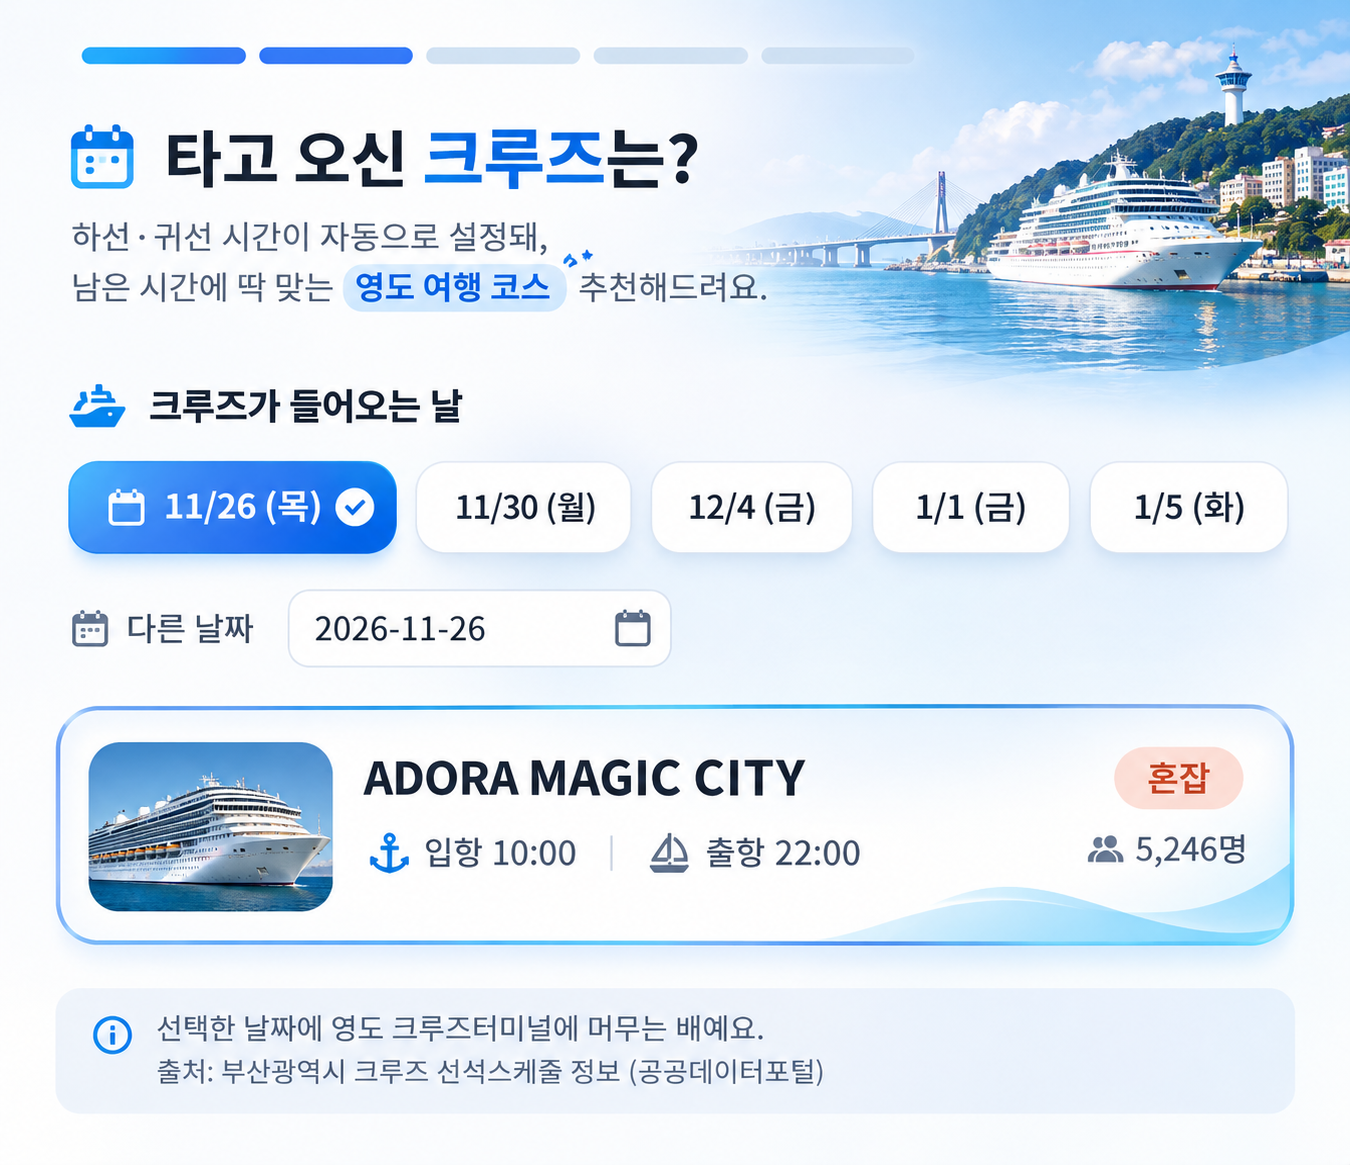 타고 오신 크루즈는?
하선·귀선 시간이 자동으로 설정돼,
남은 시간에 딱 맞는 영도 여행 코스 추천해드려요.
크루즈가 들어오는 날
11/26 (목) 11/30 (월) 12/4 (금) 1/1 (금) 1/5 (화)
다른 날짜 2026-11-26
ADORA MAGIC CITY 혼잡
입항 10:00 | 출항 22:00 5,246명
선택한 날짜에 영도 크루즈터미널에 머무는 배예요.
출처: 부산광역시 크루즈 선석스케줄 정보 (공공데이터포털)